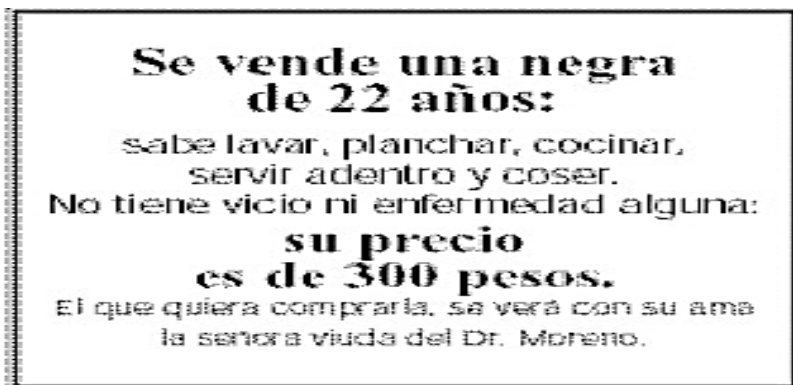 Se vende una negra
de 22 años:
sabe lavar, planchar, cocinar,
servir adentro y coser.
No tiene vicio ni enfermedad alguna:
su precio
es de 300 pesos.
El que quiera comprarla, se verá con su ama
la señora viuda del Dr. Moreno.